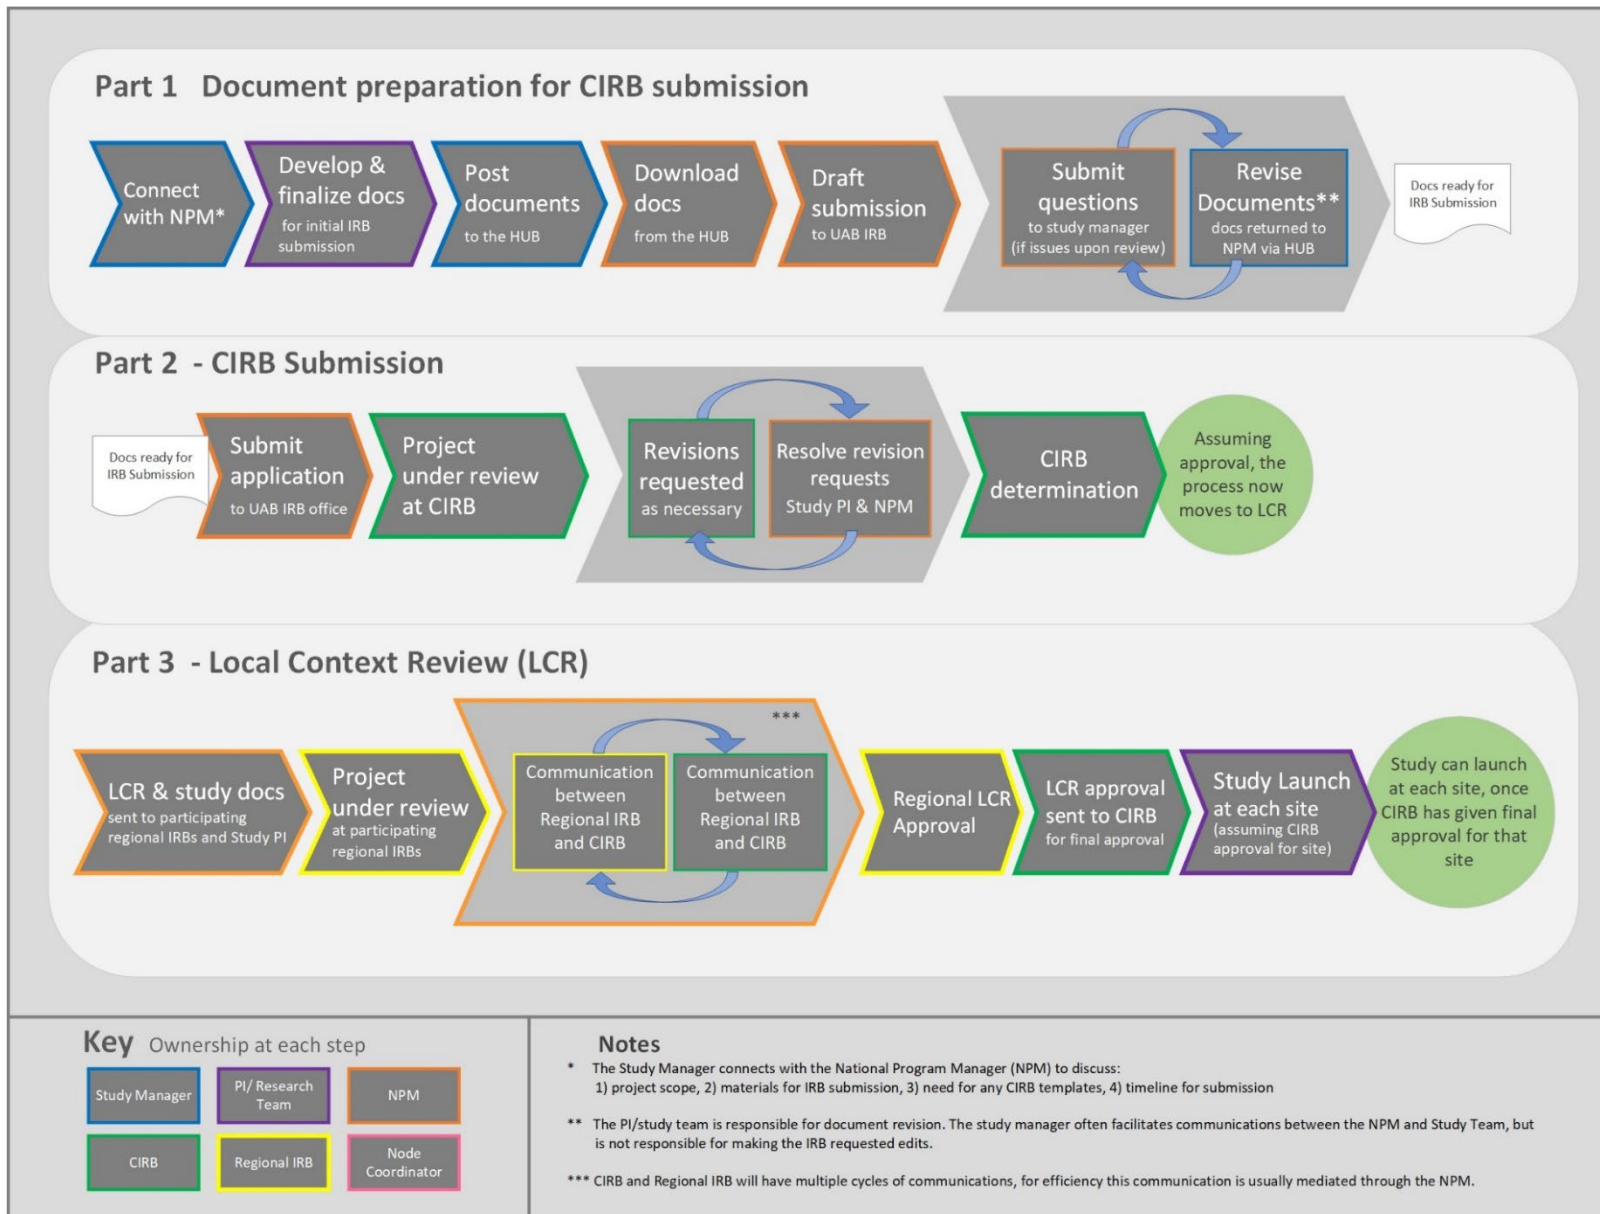 Part 1   Document preparation for CIRB submission
Connect
with NPM*
Develop &
finalize docs
for initial IRB
submission
Post
documents
to the HUB
Download
docs
from the HUB
Draft
submission
to UAB IRB
Submit
questions
to study manager
(if issues upon review)
Revise
Documents**
docs returned to
NPM via HUB
Docs ready for
IRB Submission
Part 2  - CIRB Submission
Docs ready for
IRB Submission
Submit
application
to UAB IRB office
Project
under review
at CIRB
Revisions
requested
as necessary
Resolve revision
requests
Study PI & NPM
CIRB
determination
Assuming
approval, the
process now
moves to LCR
Part 3  - Local Context Review (LCR)
LCR & study docs
sent to participating
regional IRBs and Study PI
Project
under review
at participating
regional IRBs
***
Communication
between
Regional IRB
and CIRB
Communication
between
Regional IRB
and CIRB
Regional LCR
Approval
LCR approval
sent to CIRB
for final approval
Study Launch
at each site
(assuming CIRB
approval for site)
Study can launch
at each site, once
CIRB has given final
approval for that
site
Key  Ownership at each step
Study Manager
PI/ Research
Team
NPM
CIRB
Regional IRB
Node
Coordinator
Notes
* The Study Manager connects with the National Program Manager (NPM) to discuss:
1) project scope, 2) materials for IRB submission, 3) need for any CIRB templates, 4) timeline for submission
** The PI/study team is responsible for document revision. The study manager often facilitates communications between the NPM and Study Team, but
is not responsible for making the IRB requested edits.
*** CIRB and Regional IRB will have multiple cycles of communications, for efficiency this communication is usually mediated through the NPM.